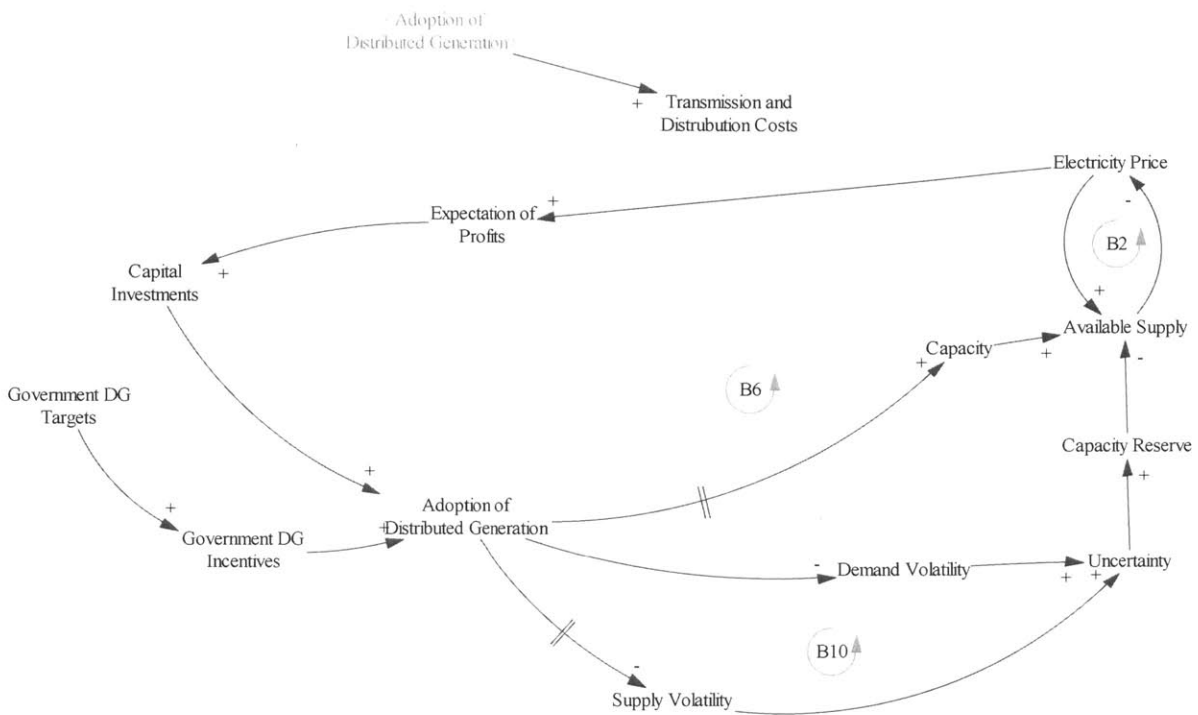 Adoption of
Distributed Generation
+
Transmission and
Distrubution Costs
Electricity Price
-
+
Expectation of
Profits
B2
+
Capital
Investments
+
Available Supply
Capacity
+
+
-
B6
Government DG
Targets
Capacity Reserve
+
+
+
Adoption of
Distributed Generation
+
Government DG
Incentives
-
Demand Volatility
+
+
Uncertainty
B10
-
Supply Volatility